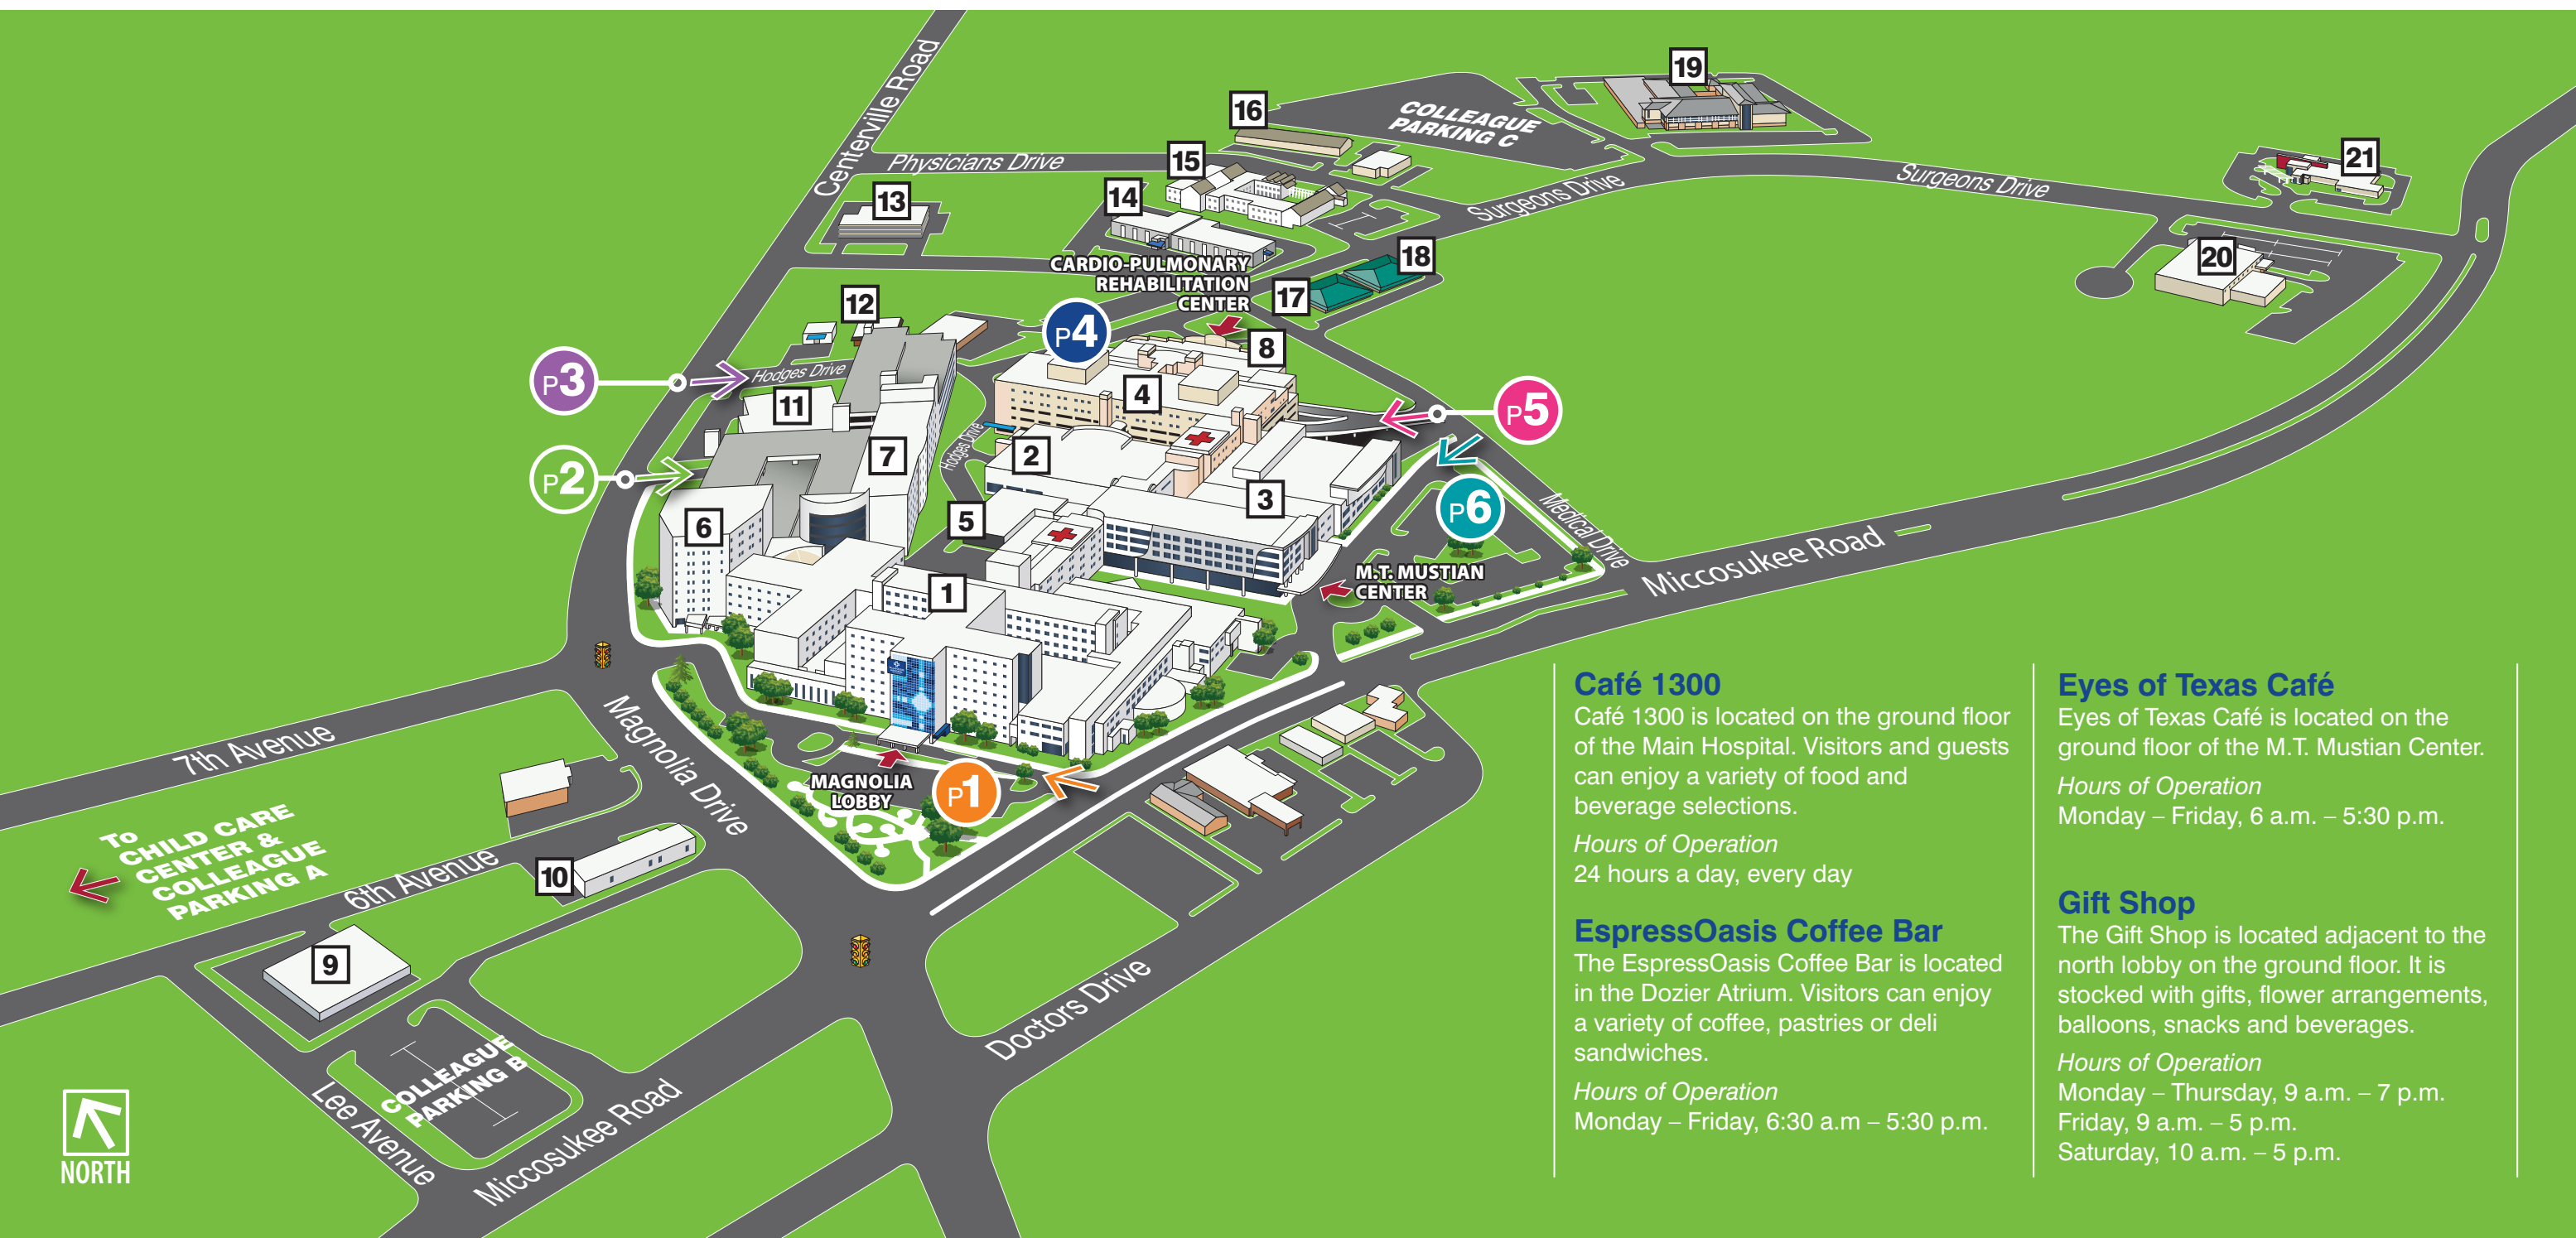 Centerville Road
Physicians Drive
COLLEAGUE
PARKING C
Surgeons Drive
Surgeons Drive
19
16
15
14
13
21
20
18
17
CARDIO-PULMONARY
REHABILITATION
CENTER
12
P4
8
P3
Hodges Drive
4
11
P5
Hodges Drive
2
7
P2
3
P6
Medical Drive
5
6
Miccosukee Road
M.T. MUSTIAN
CENTER
1
7th Avenue
Magnolia Drive
MAGNOLIA
LOBBY
P1
To
CHILD CARE
CENTER &
COLLEAGUE
PARKING A
6th Avenue
10
9
COLLEAGUE
PARKING B
Lee Avenue
Miccosukee Road
Doctors Drive
NORTH
Café 1300
Café 1300 is located on the ground floor
of the Main Hospital. Visitors and guests
can enjoy a variety of food and
beverage selections.
Hours of Operation
24 hours a day, every day
EspressOasis Coffee Bar
The EspressOasis Coffee Bar is located
in the Dozier Atrium. Visitors can enjoy
a variety of coffee, pastries or deli
sandwiches.
Hours of Operation
Monday – Friday, 6:30 a.m – 5:30 p.m.
Eyes of Texas Café
Eyes of Texas Café is located on the
ground floor of the M.T. Mustian Center.
Hours of Operation
Monday – Friday, 6 a.m. – 5:30 p.m.
Gift Shop
The Gift Shop is located adjacent to the
north lobby on the ground floor. It is
stocked with gifts, flower arrangements,
balloons, snacks and beverages.
Hours of Operation
Monday – Thursday, 9 a.m. – 7 p.m.
Friday, 9 a.m. – 5 p.m.
Saturday, 10 a.m. – 5 p.m.